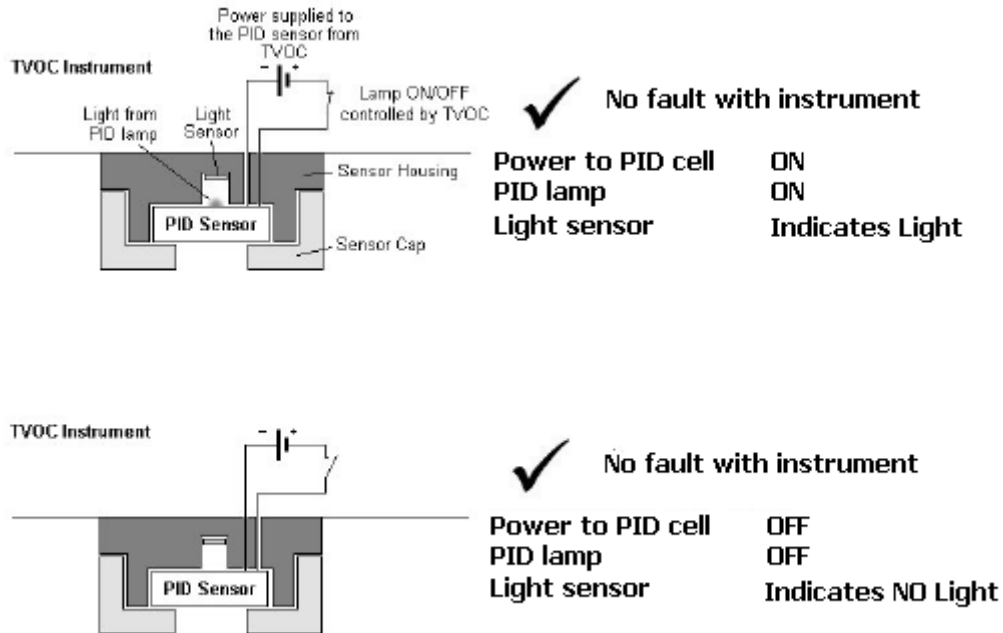 Power supplied to
the PID sensor from
TVOC
TVOC Instrument
- +
Lamp ON/OFF
controlled by TVOC
Light from
PID lamp
Light
Sensor
Sensor Housing
PID Sensor
Sensor Cap
No fault with instrument
Power to PID cell ON
PID lamp ON
Light sensor Indicates Light
TVOC Instrument
- +
PID Sensor
No fault with instrument
Power to PID cell OFF
PID lamp OFF
Light sensor Indicates NO Light